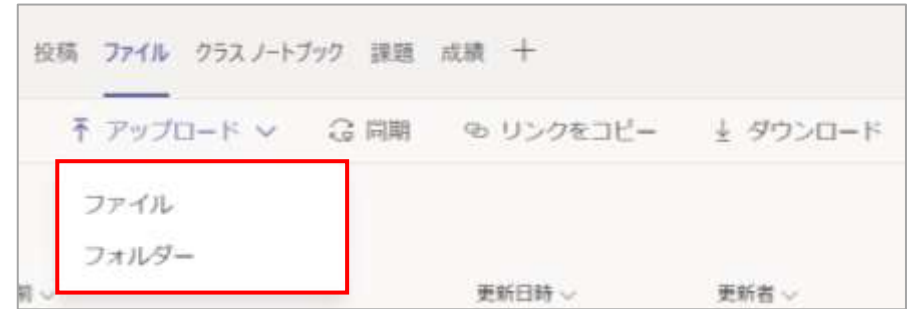 投稿 ファイル クラス ノートブック 課題 成績 +
アップロード 同期 リンクをコピー ダウンロード
ファイル
フォルダー
前 更新日時 更新者